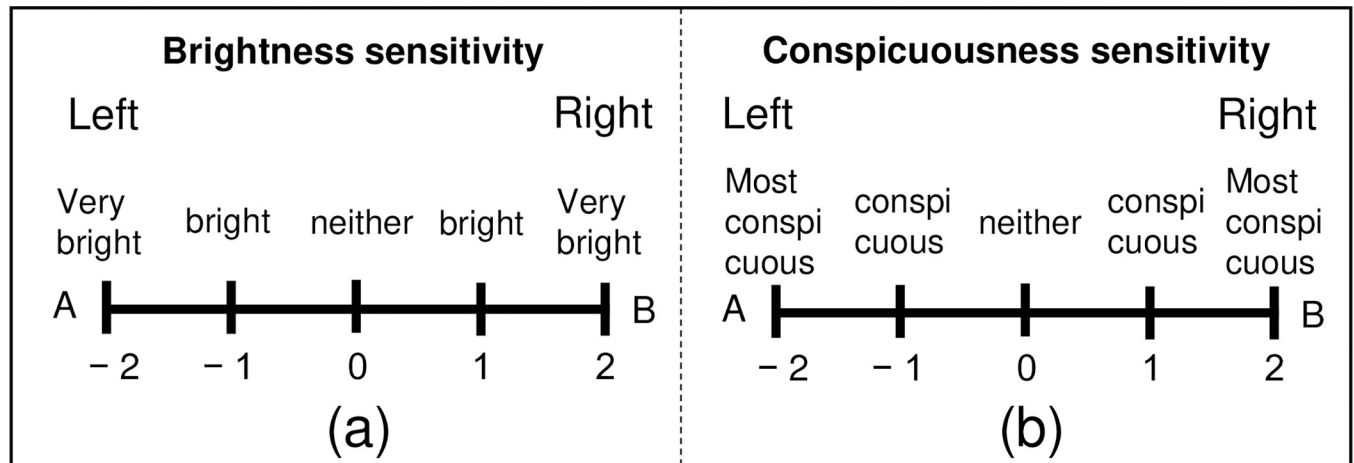 Brightness sensitivity
Left Right
Very bright
bright
neither
bright
Very bright
A B
− 2 − 1 0 1 2
(a)
Conspicuousness sensitivity
Left Right
Most
conspi
cuous
conspi
cuous
neither
conspi
cuous
Most
conspi
cuous
A B
− 2 − 1 0 1 2
(b)